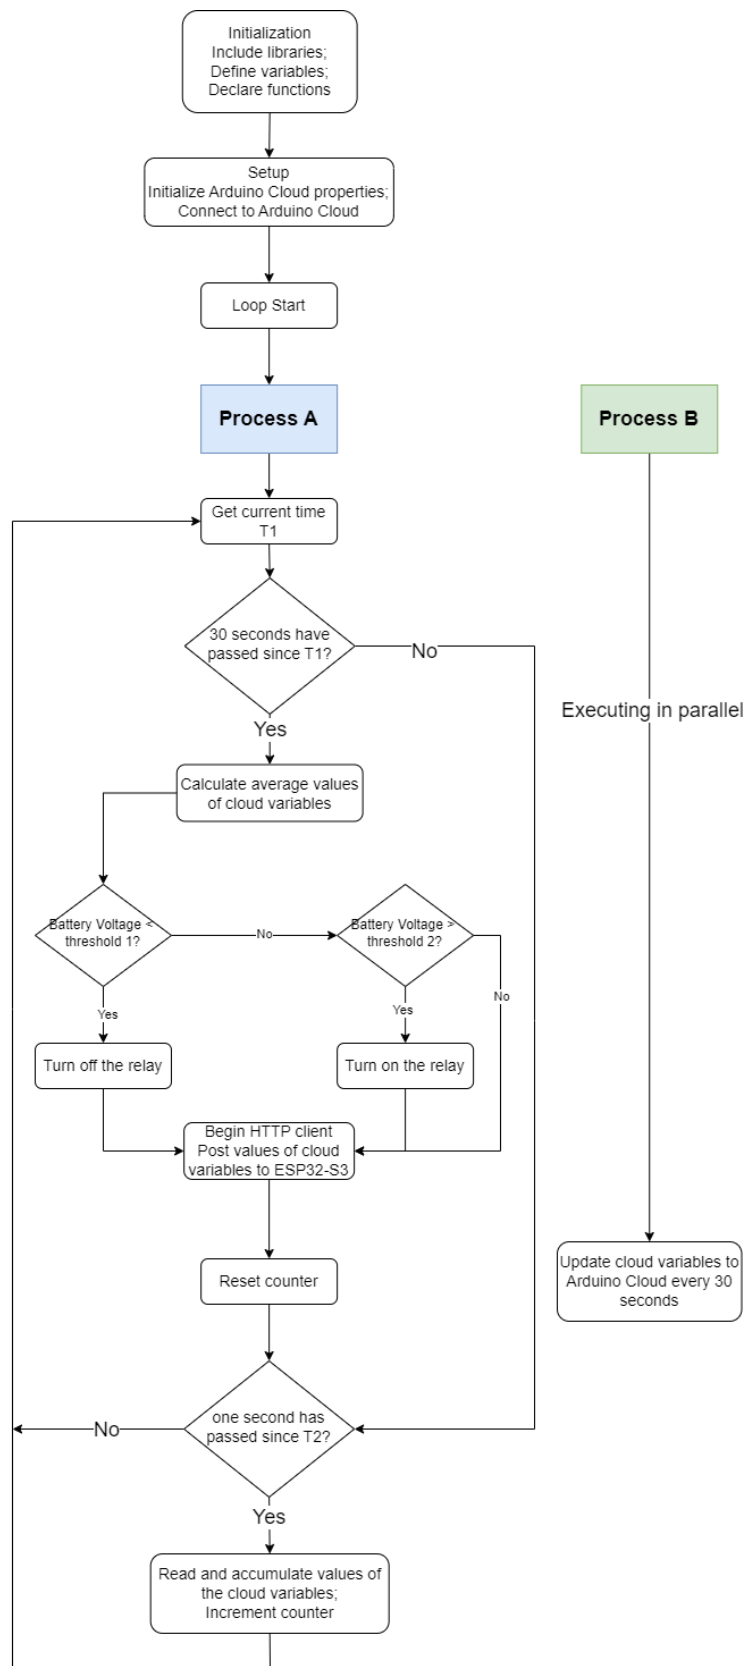 Initialization
Include libraries;
Define variables;
Declare functions
Setup
Initialize Arduino Cloud properties;
Connect to Arduino Cloud
Loop Start
Process A
Process B
Get current time
T1
30 seconds have
passed since T1?
No
Yes
Executing in parallel
Calculate average values
of cloud variables
Battery Voltage <
threshold 1?
No
Battery Voltage >
threshold 2?
No
Yes
Yes
Turn off the relay
Turn on the relay
Begin HTTP client
Post values of cloud
variables to ESP32-S3
Reset counter
Update cloud variables to
Arduino Cloud every 30
seconds
one second has
passed since T2?
No
Yes
Read and accumulate values of
the cloud variables;
Increment counter